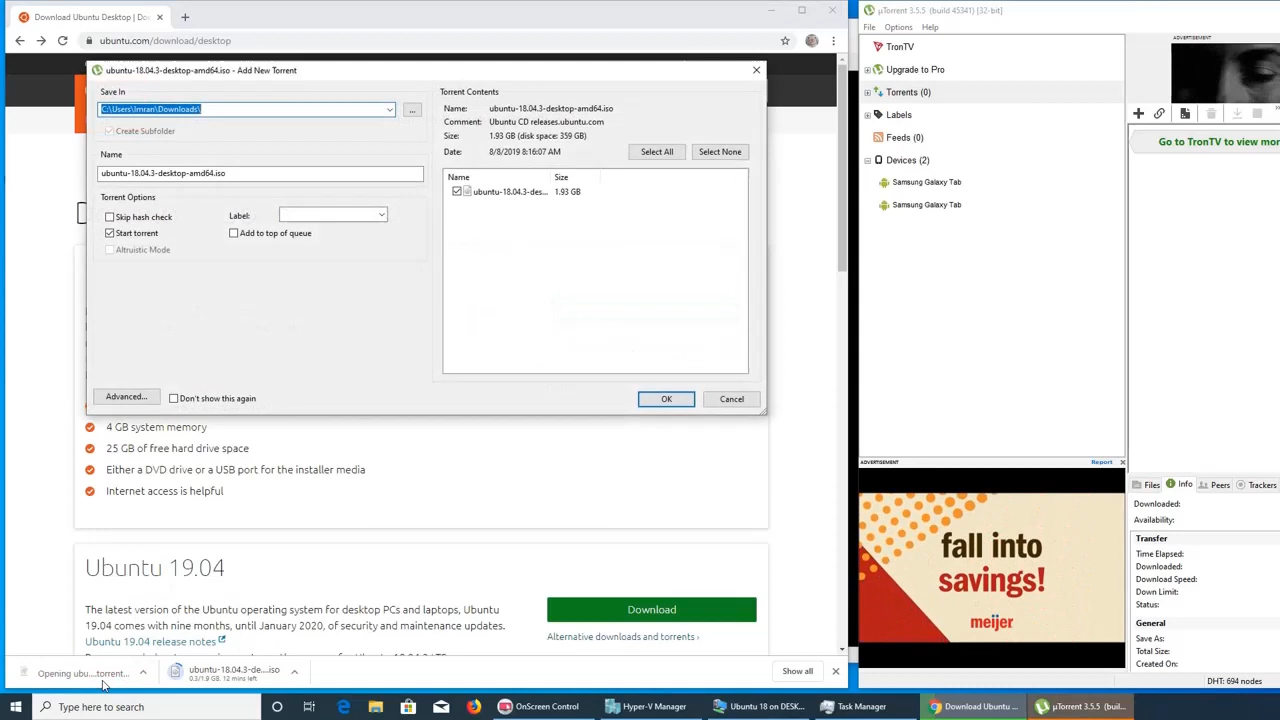 Download Ubuntu Desktop | Do
ubuntu.com/download/desktop
ubuntu-18.04.3-desktop-amd64.iso - Add New Torrent
Save In
C:\Users\Imran\Downloads\
...
Create Subfolder
Name
ubuntu-18.04.3-desktop-amd64.iso
Torrent Options
Skip hash check
Label:
Start torrent
Add to top of queue
Altruistic Mode
Advanced...
Don't show this again
Torrent Contents
Name: ubuntu-18.04.3-desktop-amd64.iso
Comment: Ubuntu CD releases.ubuntu.com
Size: 1.93 GB (disk space: 359 GB)
Date: 8/8/2019 8:16:07 AM
Select All
Select None
Name Size
ubuntu-18.04.3-des... 1.93 GB
OK
Cancel
4 GB system memory
25 GB of free hard drive space
Either a DVD drive or a USB port for the installer media
Internet access is helpful
Ubuntu 19.04
The latest version of the Ubuntu operating system for desktop PCs and laptops, Ubuntu
19.04 comes with nine months, until January 2020, of security and maintenance updates.
Ubuntu 19.04 release notes
Download
Alternative downloads and torrents ›
Opening ubu....torrent...
ubuntu-18.04.3-de....iso
0.3/1.9 GB, 12 mins left
Show all
µTorrent 3.5.5 (build 45341) [32-bit]
File Options Help
TronTV
Upgrade to Pro
Torrents (0)
Labels
Feeds (0)
Devices (2)
Samsung Galaxy Tab
Samsung Galaxy Tab
ADVERTISEMENT
Go to TronTV to view mor
ADVERTISEMENT
Report
fall into
savings!
meijer
Files Info Peers Trackers
Downloaded:
Availability:
Transfer
Time Elapsed:
Downloaded:
Download Speed:
Down Limit:
Status:
General
Save As:
Total Size:
Created On:
DHT: 694 nodes
Type here to search
OnScreen Control
Hyper-V Manager
Ubuntu 18 on DESK...
Task Manager
Download Ubuntu ...
µTorrent 3.5.5 (buil...